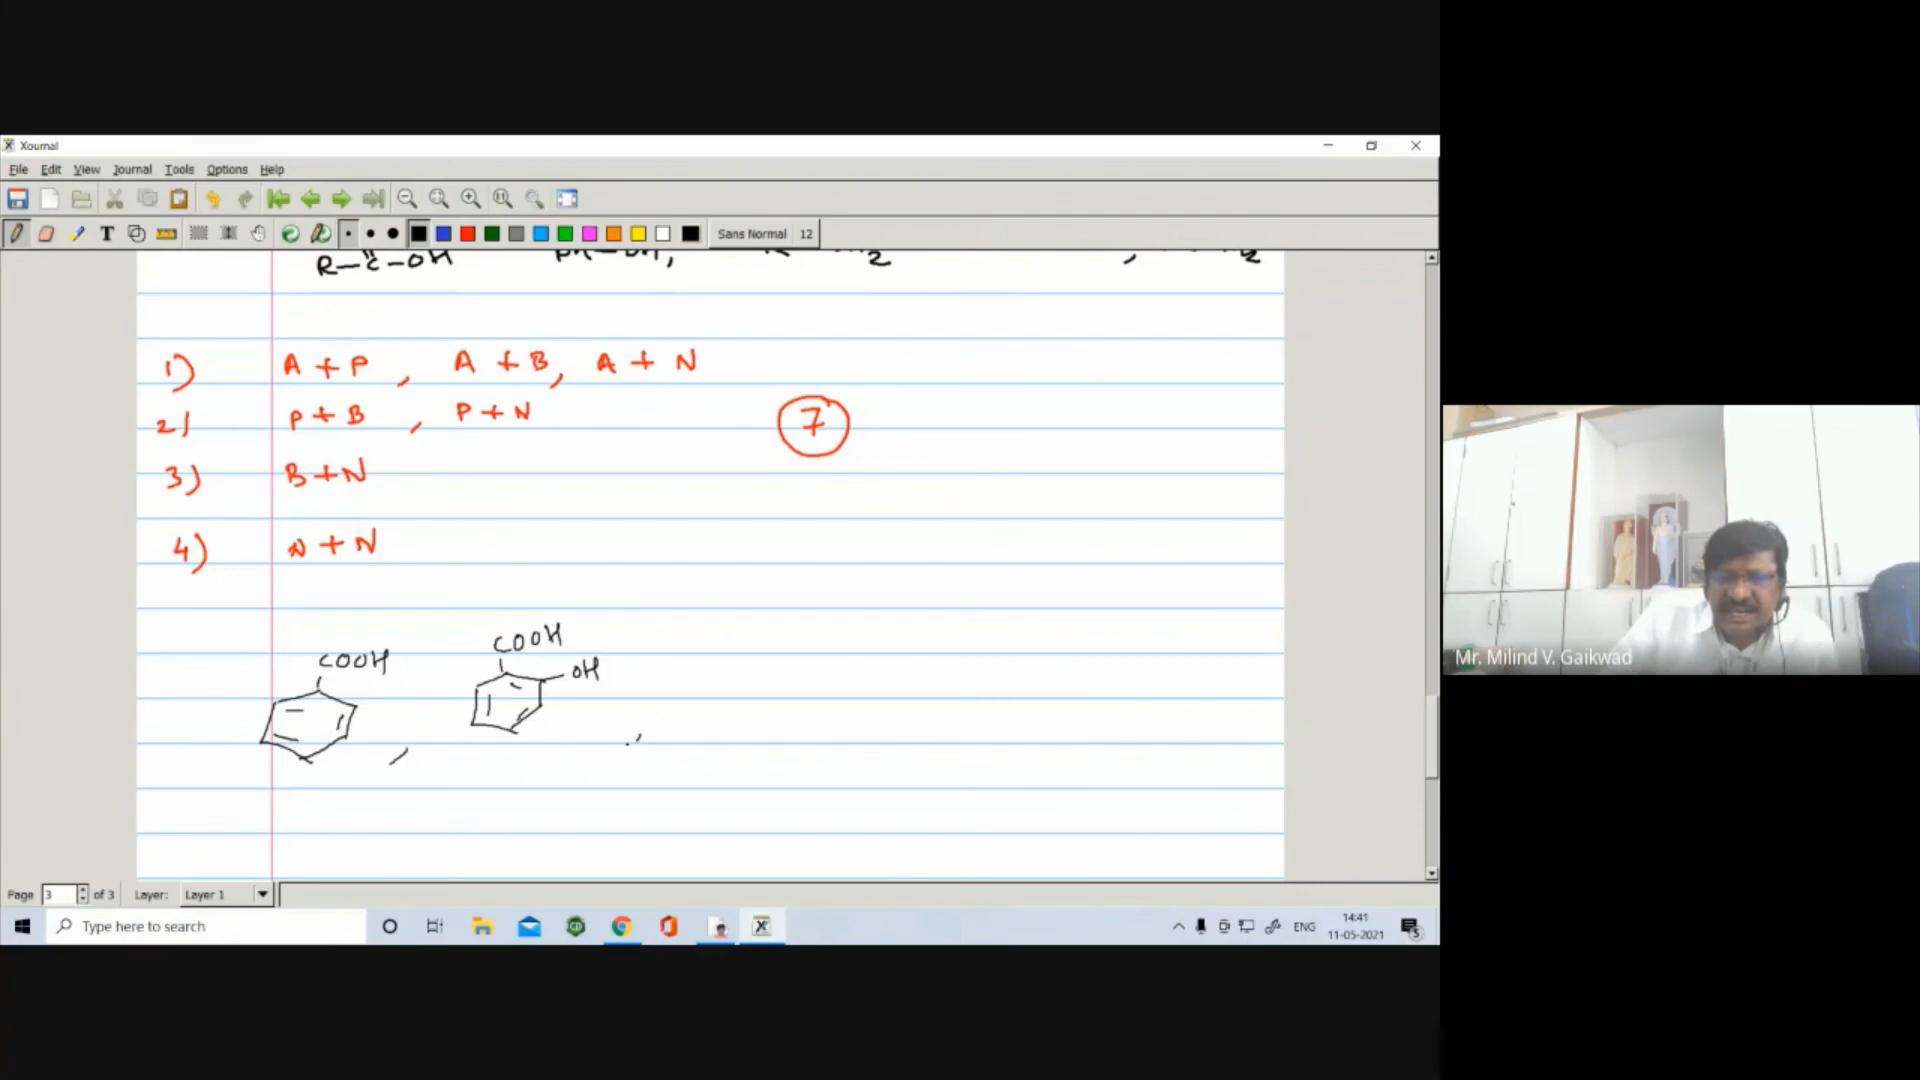 Xournal
File Edit View Journal Tools Options Help
Sans Normal 12
R-C-OH
1) A + P , A + B, A + N
2) P + B , P + N
7
3) B + N
4) N + N
COOH
COOH
OH
Mr. Milind V. Gaikwad
Page 3 of 3 Layer: Layer 1
Type here to search
ENG
14:41
11-05-2021
5